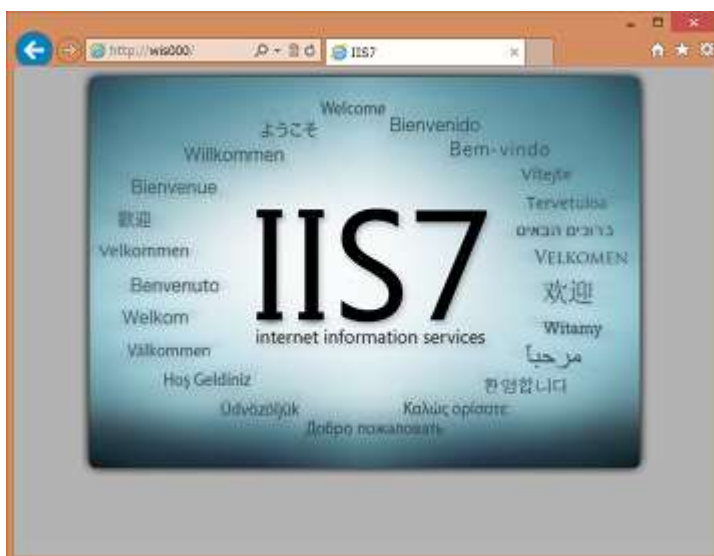 http://wis000/
IIS7
Welcome
ようこそ
Bienvenido
Willkommen
Bem-vindo
Vítejte
Bienvenue
Tervetuloa
歡迎
ברוכים הבאים
Velkommen
VELKOMEN
Benvenuto
欢迎
Welkom
Witamy
Välkommen
مرحباً
Hoş Geldiniz
환영합니다
Üdvözöljük
Καλώς ορίσατε
Добро пожаловать
IIS7
internet information services